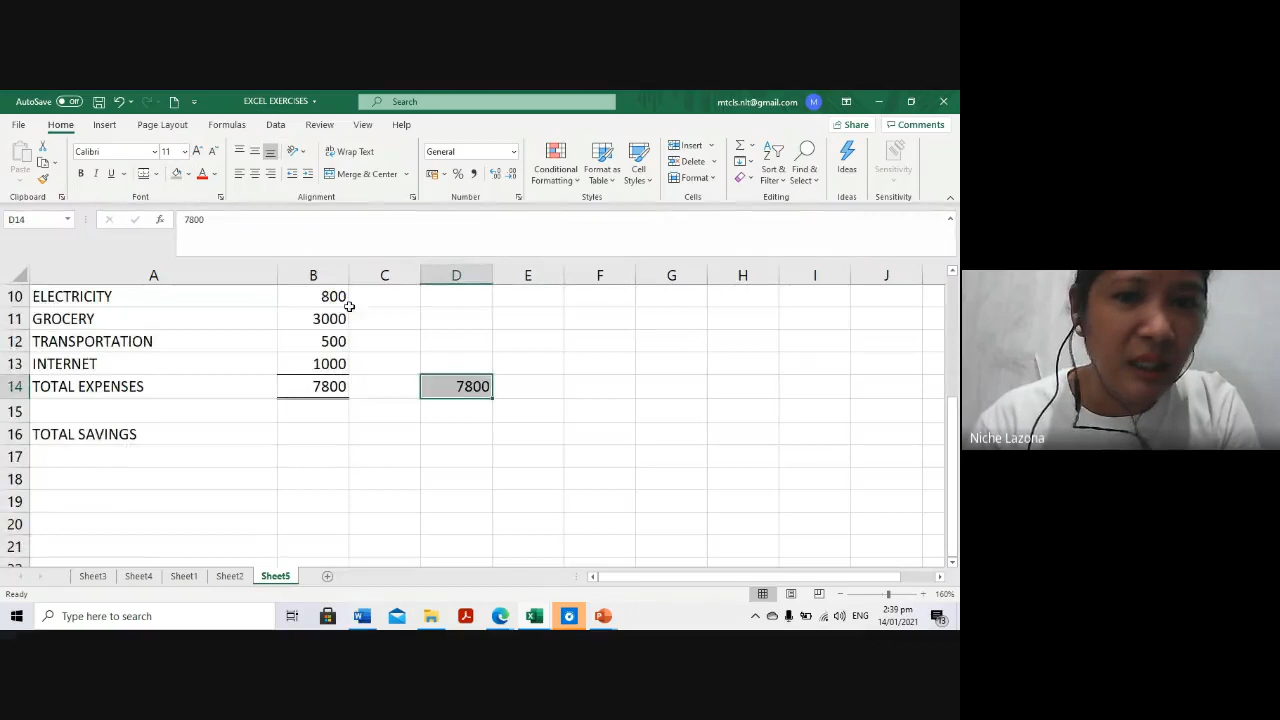 AutoSave Off
EXCEL EXERCISES
Search
mtcls.nlt@gmail.com M
File Home Insert Page Layout Formulas Data Review View Help
Share Comments
Paste
Clipboard
Calibri 11
B I U
Font
Wrap Text
Merge & Center
Alignment
General
Number
Conditional Formatting
Format as Table
Cell Styles
Styles
Insert
Delete
Format
Cells
Sort & Filter
Find & Select
Editing
Ideas
Ideas
Sensitivity
Sensitivity
D14 fx 7800
A B C D E F G H I J
10 ELECTRICITY 800
11 GROCERY 3000
12 TRANSPORTATION 500
13 INTERNET 1000
14 TOTAL EXPENSES 7800 7800
15
16 TOTAL SAVINGS
17
18
19
20
21
Niche Lazona
Sheet3 Sheet4 Sheet1 Sheet2 Sheet5
Ready
160%
Type here to search
ENG
2:39 pm
14/01/2021